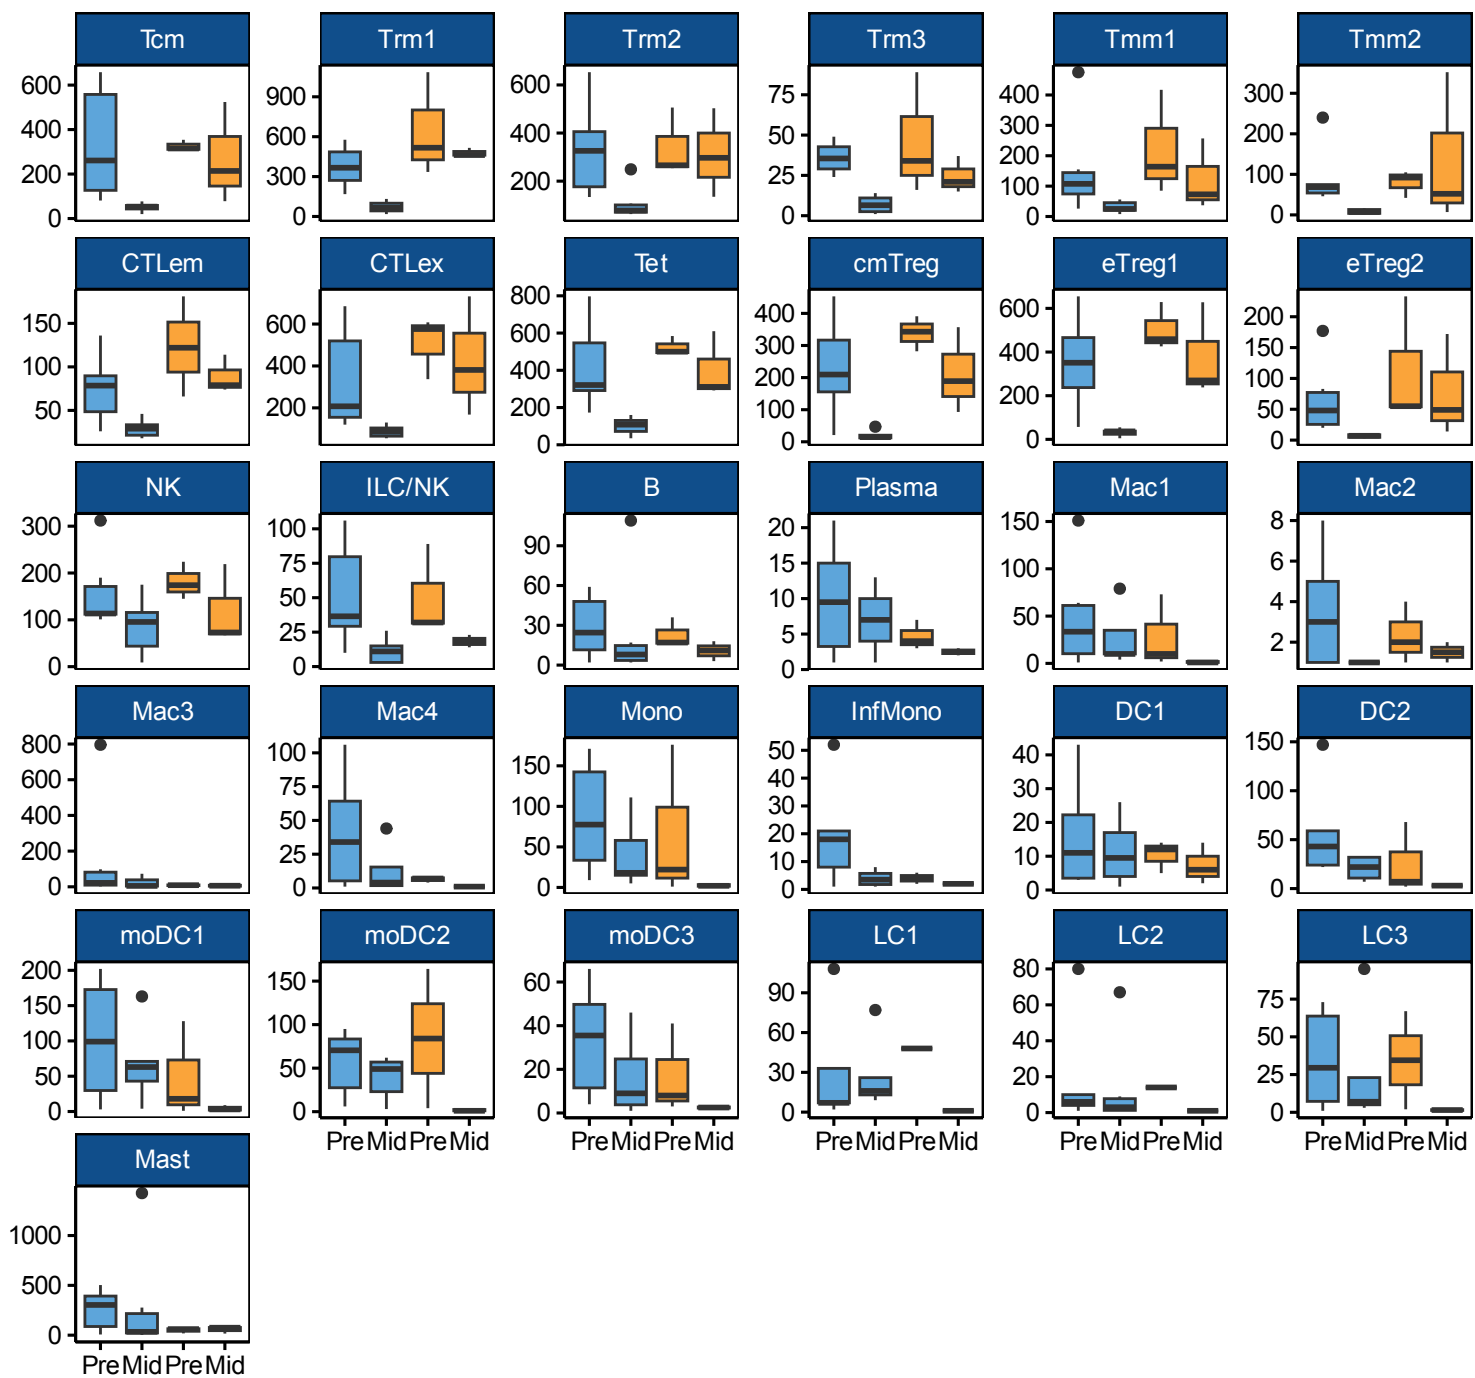 Tcm Trm1 Trm2 Trm3 Tmm1 Tmm2
600 400 200 0
900 600 300 0
600 400 200
75 50 25 0
400 300 200 100 0
300 200 100 0
CTLem CTLex Tet cmTreg eTreg1 eTreg2
150 100 50
600 400 200
800 600 400 200 0
400 300 200 100 0
600 400 200 0
200 150 100 50 0
NK ILC/NK B Plasma Mac1 Mac2
300 200 100 0
100 75 50 25 0
90 60 30 0
20 15 10 5 0
150 100 50 0
8 6 4 2
Mac3 Mac4 Mono InfMono DC1 DC2
800 600 400 200 0
100 75 50 25 0
150 100 50 0
50 40 30 20 10 0
40 30 20 10 0
150 100 50 0
moDC1 moDC2 moDC3 LC1 LC2 LC3
200 150 100 50 0
150 100 50 0
60 40 20 0
90 60 30 0
80 60 40 20 0
75 50 25 0
Pre Mid Pre Mid Pre Mid Pre Mid Pre Mid Pre Mid Pre Mid Pre Mid Pre Mid Pre Mid
Mast
1000 500 0
Pre Mid Pre Mid